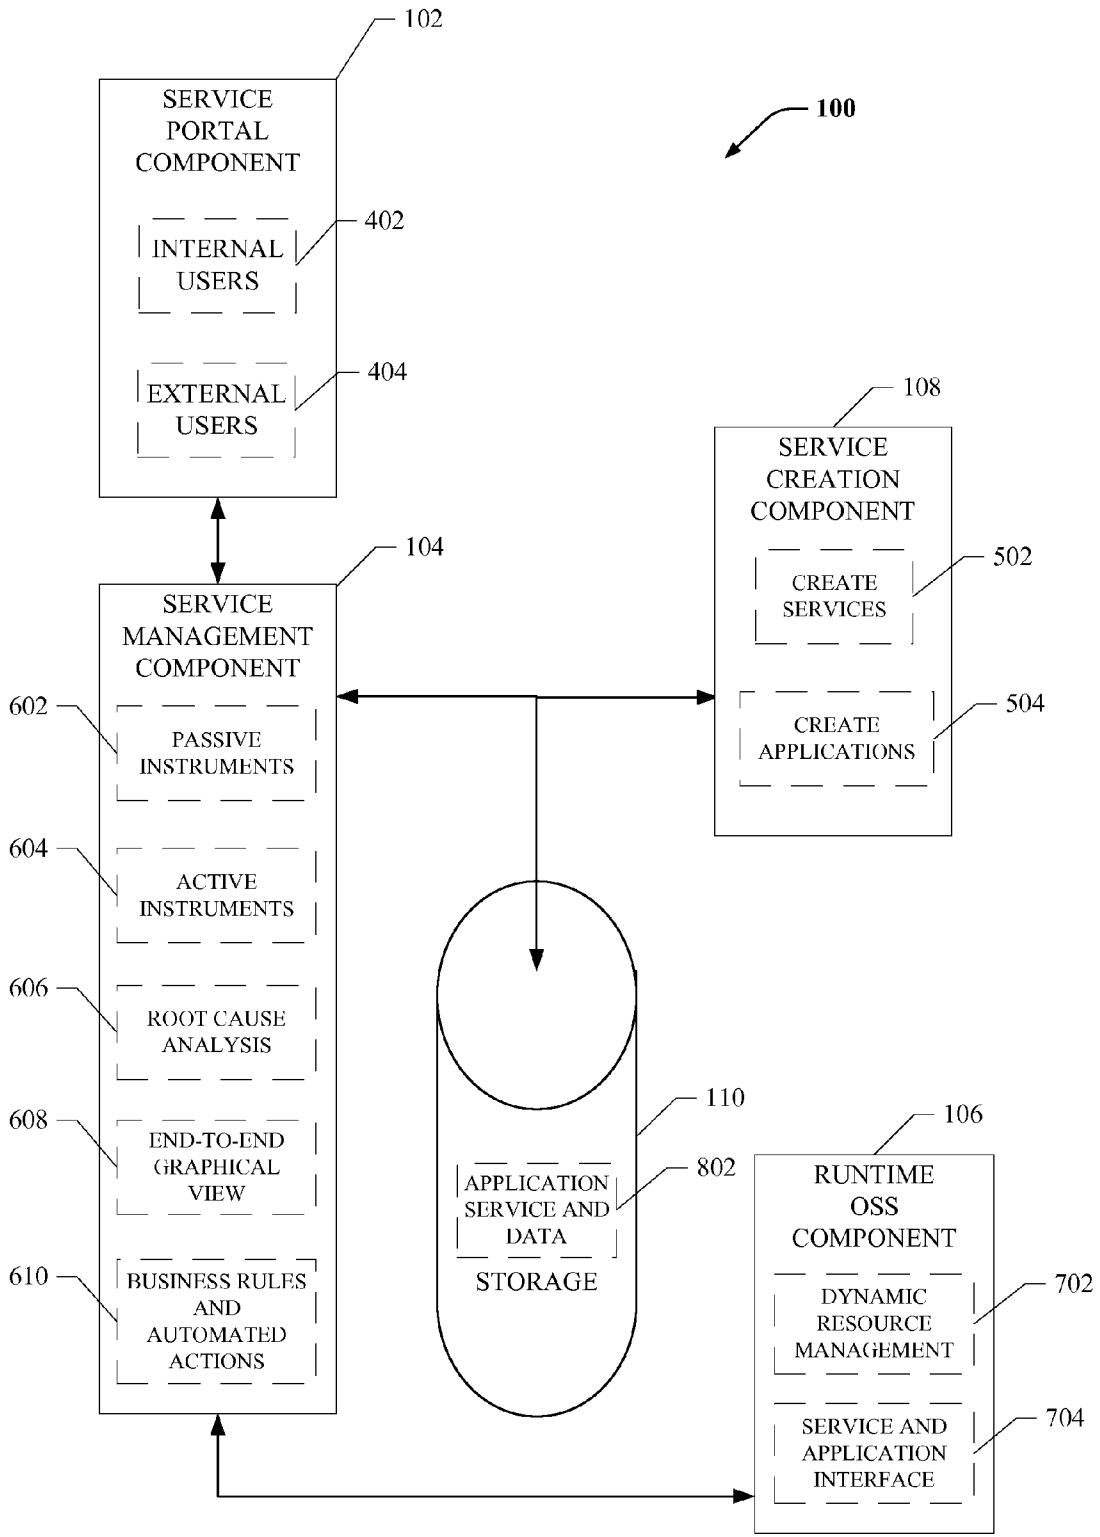 102
SERVICE
PORTAL
COMPONENT
100
402
INTERNAL
USERS
404
EXTERNAL
USERS
108
SERVICE
CREATION
COMPONENT
502
CREATE
SERVICES
504
CREATE
APPLICATIONS
104
SERVICE
MANAGEMENT
COMPONENT
602
PASSIVE
INSTRUMENTS
604
ACTIVE
INSTRUMENTS
606
ROOT CAUSE
ANALYSIS
608
END-TO-END
GRAPHICAL
VIEW
610
BUSINESS RULES
AND
AUTOMATED
ACTIONS
110
802
APPLICATION
SERVICE AND
DATA
STORAGE
106
RUNTIME
OSS
COMPONENT
702
DYNAMIC
RESOURCE
MANAGEMENT
704
SERVICE AND
APPLICATION
INTERFACE